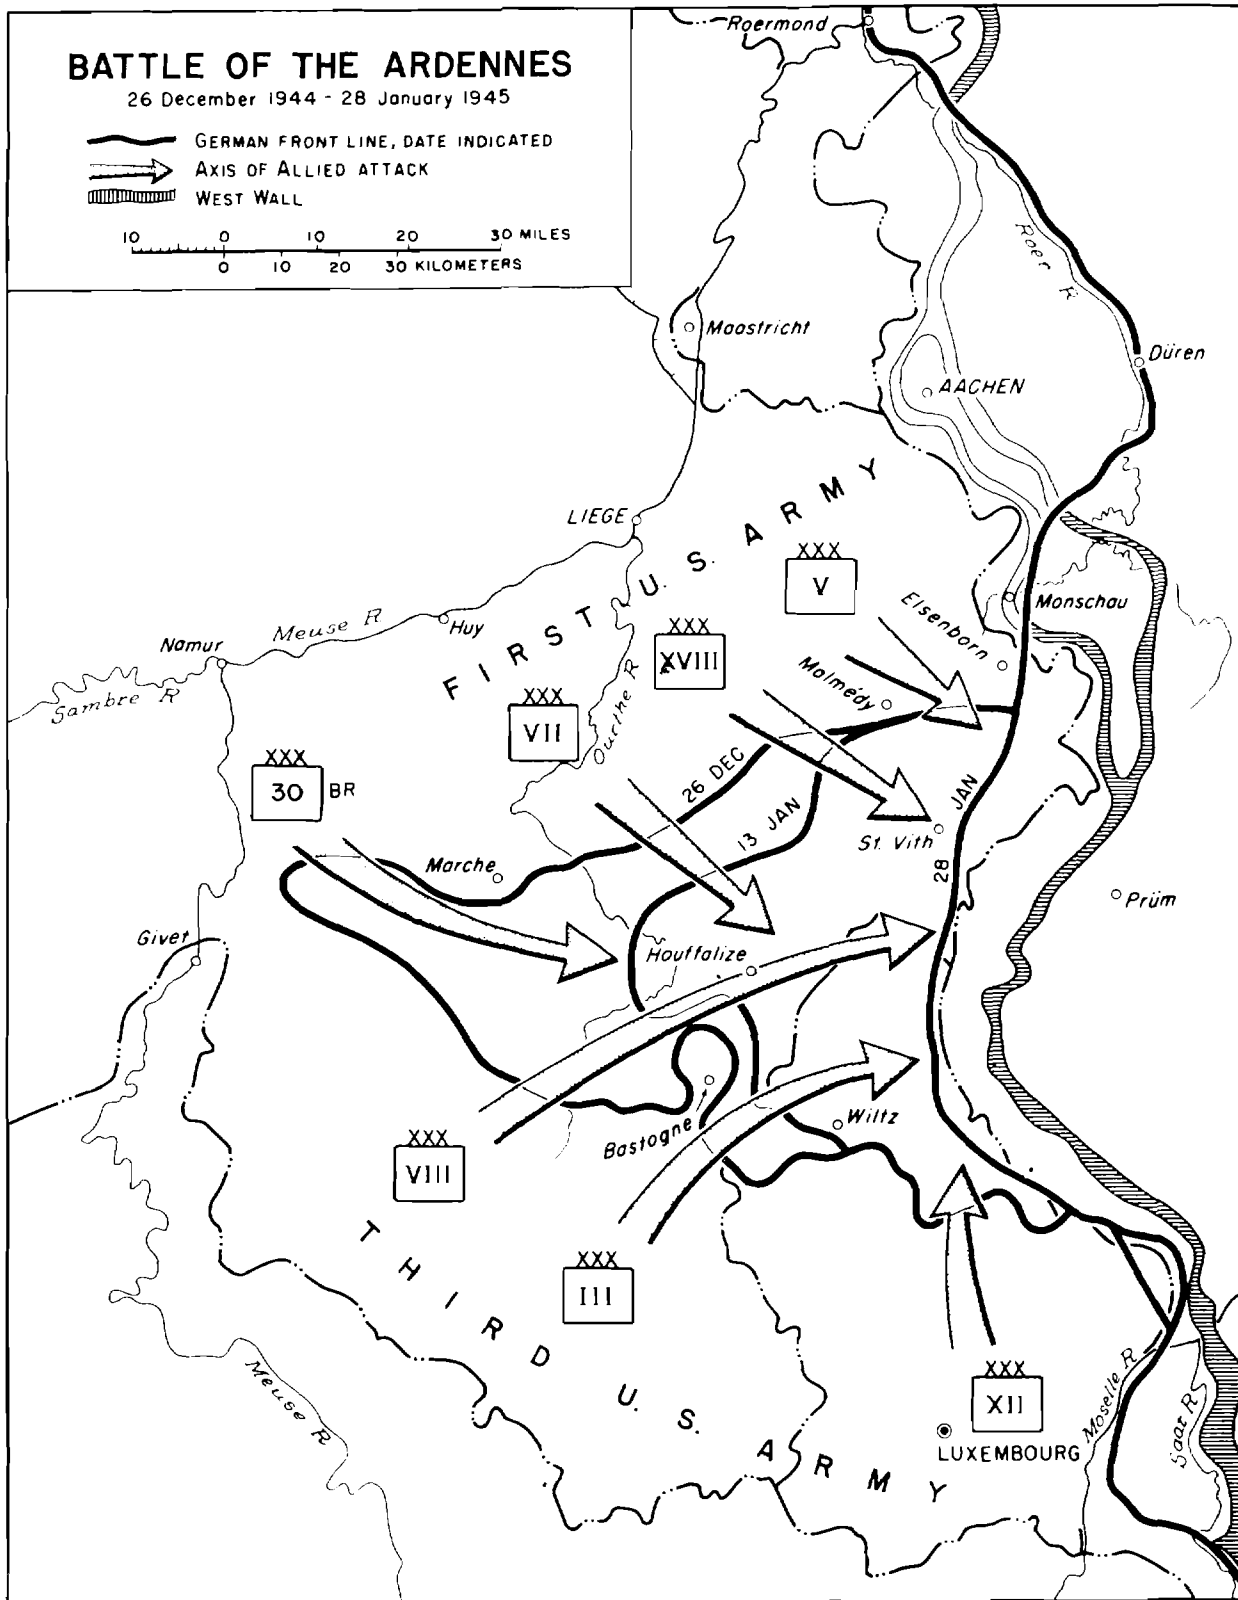 BATTLE OF THE ARDENNES
26 December 1944 - 28 January 1945
GERMAN FRONT LINE, DATE INDICATED
AXIS OF ALLIED ATTACK
WEST WALL
10 0 10 20 30 MILES
0 10 20 30 KILOMETERS
Roermond
Roer R
Maastricht
Düren
AACHEN
LIEGE
FIRST U.S. ARMY
XXX
V
Monschau
Elsenborn
Huy
Meuse R
Namur
Sambre R
XXX
XVIII
Malmédy
XXX
VII
Ourthe R
XXX
30 BR
26 DEC
13 JAN
28 JAN
St. Vith
Marche
Prüm
Givet
Houffalize
Bastogne
Wiltz
XXX
VIII
THIRD U.S. ARMY
XXX
III
Meuse R
XXX
XII
LUXEMBOURG
Moselle R
Saar R